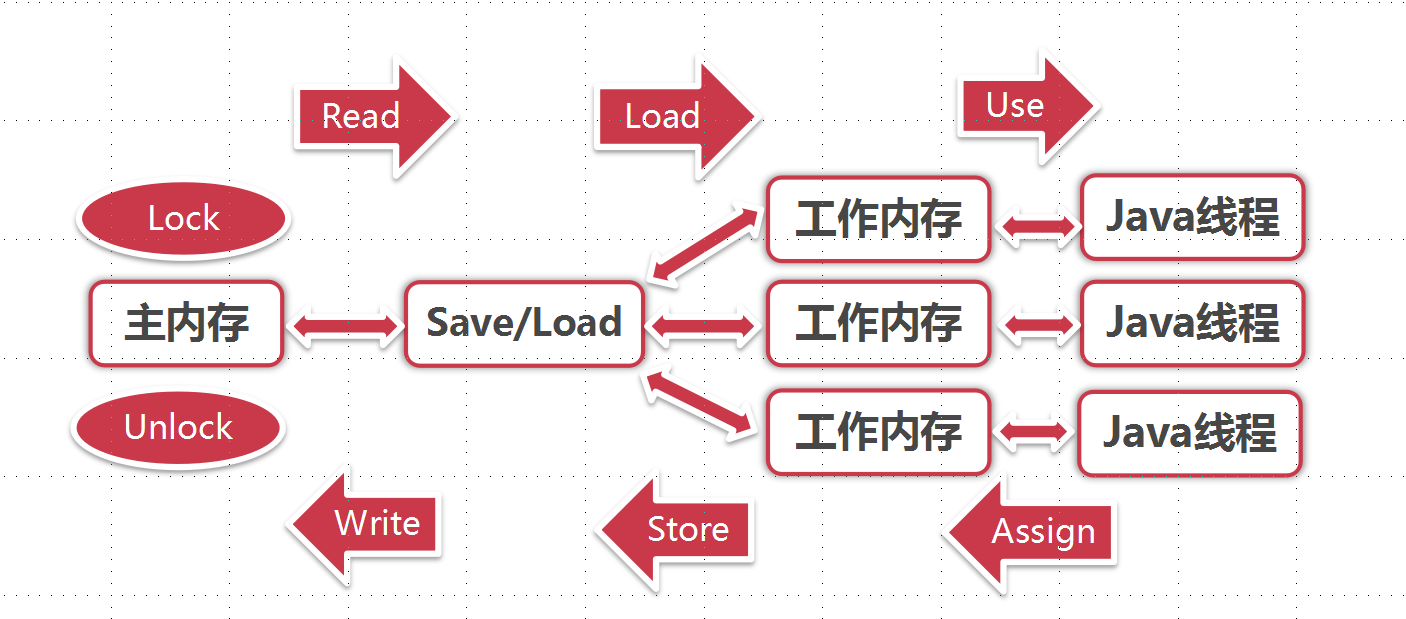 Read
Load
Use
Lock
工作内存
Java线程
主内存
Save/Load
工作内存
Java线程
Unlock
工作内存
Java线程
Write
Store
Assign